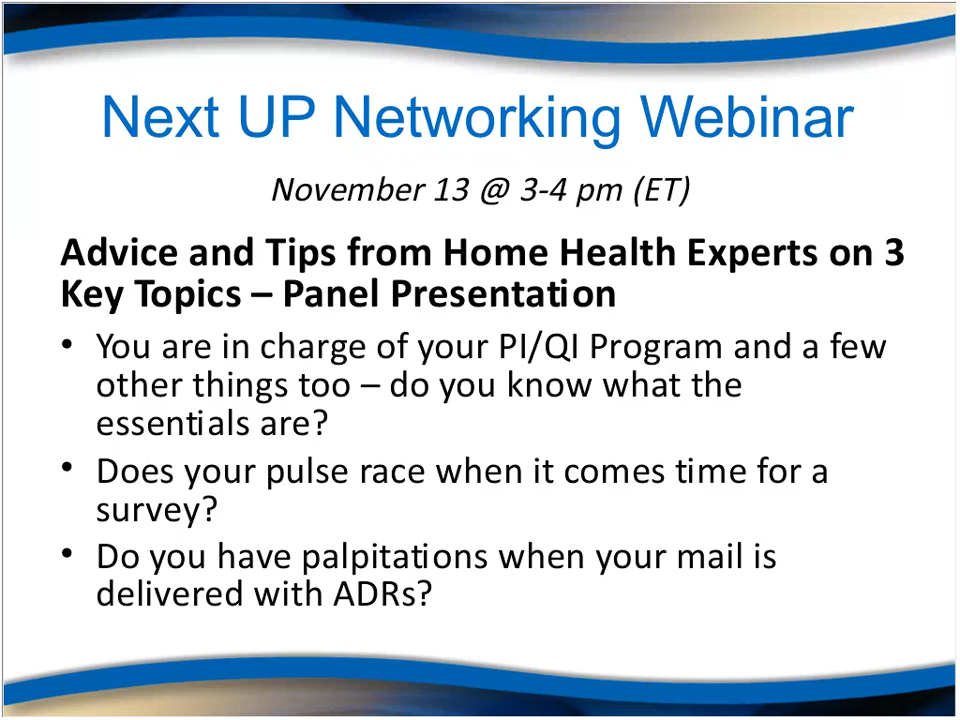 Next UP Networking Webinar
November 13 @ 3-4 pm (ET)
Advice and Tips from Home Health Experts on 3
Key Topics – Panel Presentation
• You are in charge of your PI/QI Program and a few
other things too – do you know what the
essentials are?
• Does your pulse race when it comes time for a
survey?
• Do you have palpitations when your mail is
delivered with ADRs?